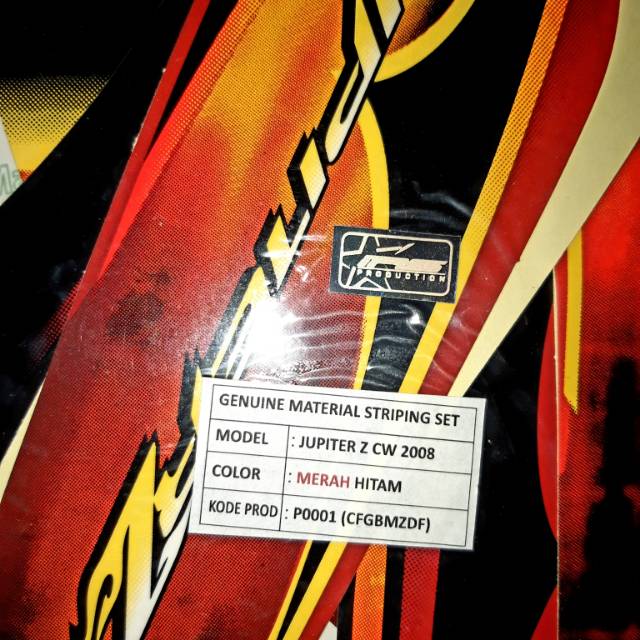 PRODUCTION
GENUINE MATERIAL STRIPING SET
MODEL : JUPITER Z CW 2008
COLOR : MERAH HITAM
KODE PROD : P0001 (CFGBMZDF)